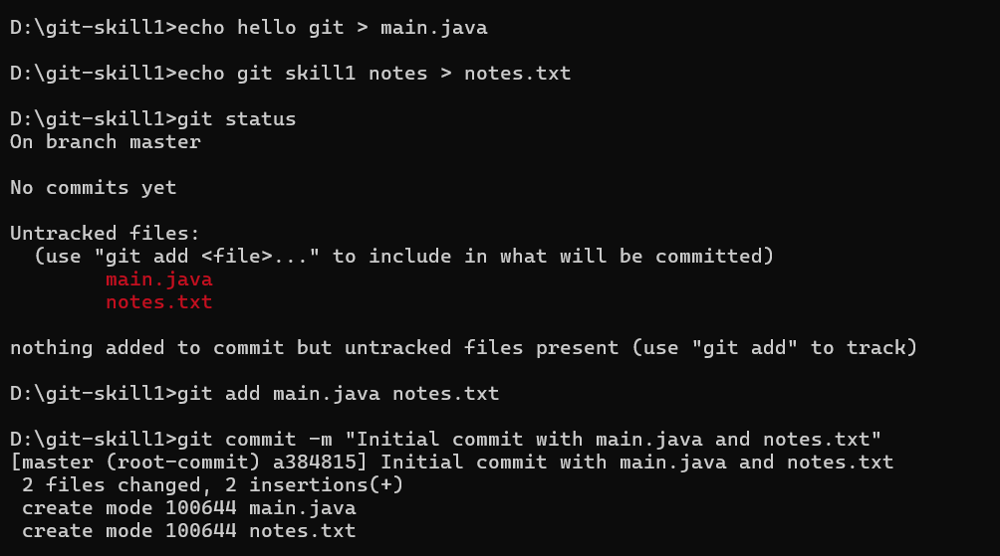 D:\git-skill1>echo hello git > main.java
D:\git-skill1>echo git skill1 notes > notes.txt
D:\git-skill1>git status
On branch master
No commits yet
Untracked files:
  (use "git add <file>..." to include in what will be committed)
        main.java
        notes.txt
nothing added to commit but untracked files present (use "git add" to track)
D:\git-skill1>git add main.java notes.txt
D:\git-skill1>git commit -m "Initial commit with main.java and notes.txt"
[master (root-commit) a384815] Initial commit with main.java and notes.txt
 2 files changed, 2 insertions(+)
 create mode 100644 main.java
 create mode 100644 notes.txt